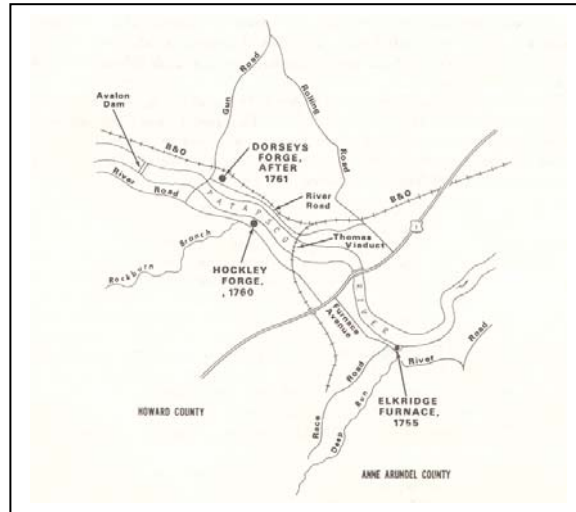 Gun Road
Rolling Road
Avalon
Dam
B&O
DORSEYS
FORGE,
AFTER
1761
River
Road
River Road
B&O
PATAPSCO
RIVER
Thomas
Viaduct
1
Rockburn Branch
HOCKLEY
FORGE,
, 1760
Furnace
Avenue
River Road
Race Road
Deep Run
ELKRIDGE
FURNACE,
1755
HOWARD COUNTY
ANNE ARUNDEL COUNTY